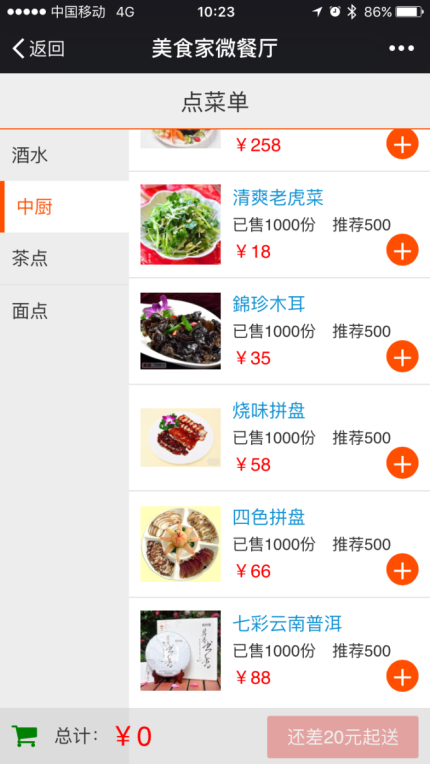 中国移动 4G 10:23 86%
返回 美食家微餐厅
点菜单
酒水
中厨
茶点
面点
￥258
清爽老虎菜
已售1000份 推荐500
￥18
錦珍木耳
已售1000份 推荐500
￥35
烧味拼盘
已售1000份 推荐500
￥58
四色拼盘
已售1000份 推荐500
￥66
七彩云南普洱
已售1000份 推荐500
￥88
总计: ￥0 还差20元起送